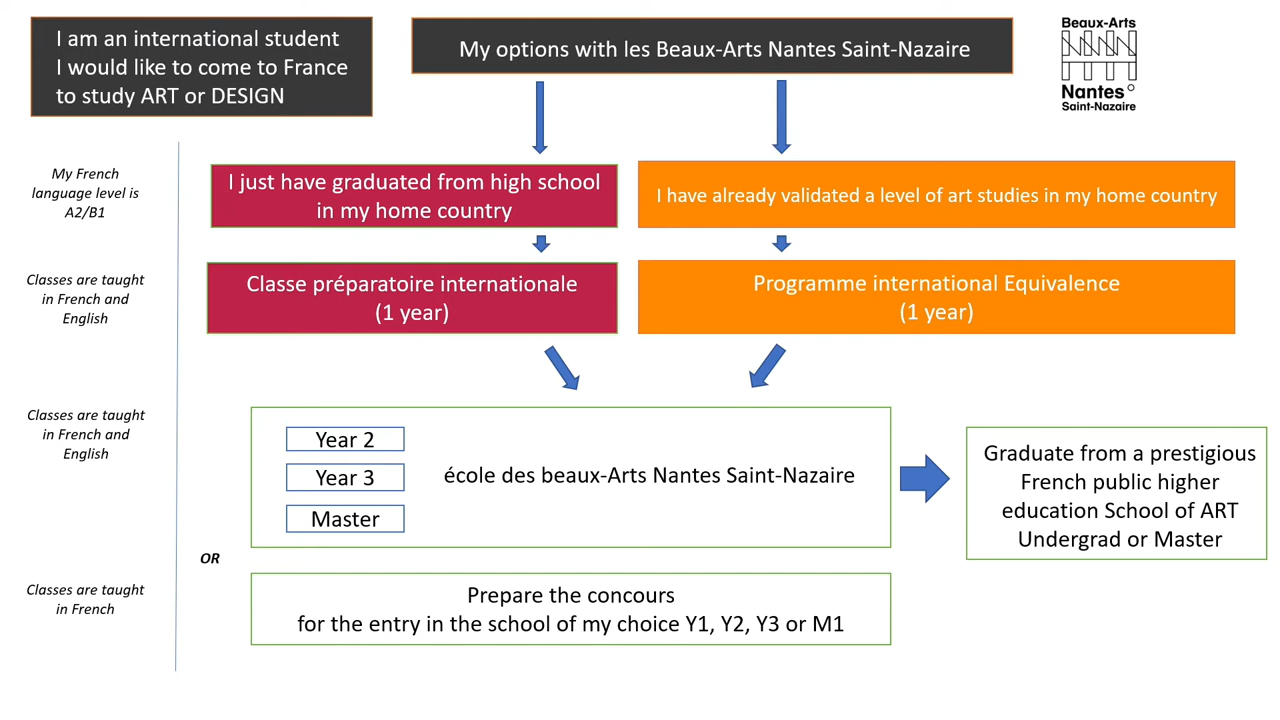 I am an international student
I would like to come to France
to study ART or DESIGN
My options with les Beaux-Arts Nantes Saint-Nazaire
Beaux-Arts
Nantes°
Saint-Nazaire
My French
language level is
A2/B1
I just have graduated from high school
in my home country
I have already validated a level of art studies in my home country
Classes are taught
in French and
English
Classe préparatoire internationale
(1 year)
Programme international Equivalence
(1 year)
Classes are taught
in French and
English
Year 2
Year 3
Master
école des beaux-Arts Nantes Saint-Nazaire
Graduate from a prestigious
French public higher
education School of ART
Undergrad or Master
OR
Classes are taught
in French
Prepare the concours
for the entry in the school of my choice Y1, Y2, Y3 or M1